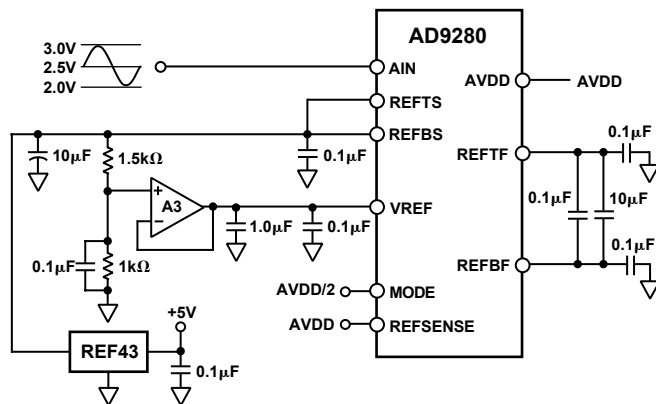 AD9280
3.0V
2.5V
2.0V
AIN
AVDD
AVDD
REFTS
REFBS
10µF
1.5kΩ
0.1µF
REFTF
0.1µF
A3
+
−
VREF
1.0µF
0.1µF
0.1µF
10µF
0.1µF
1kΩ
0.1µF
REFBF
AVDD/2
MODE
AVDD
REFSENSE
+5V
REF43
0.1µF